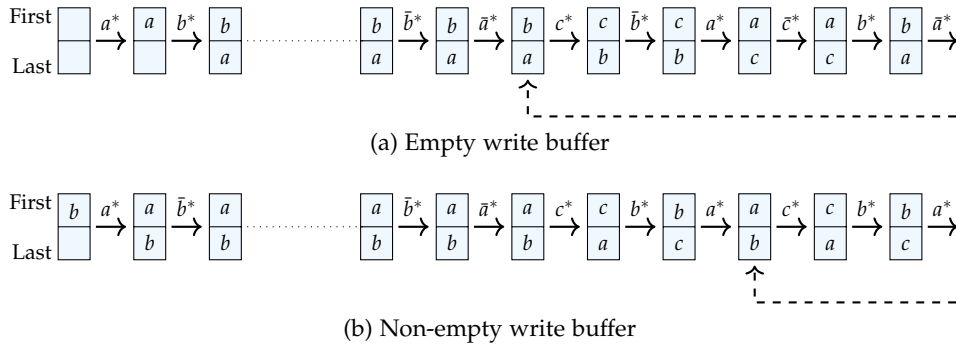 First a b b b b c c a a b
a* b* b̄* ā* c* b̄* a* c̄* b* ā*
Last a a a a b b c c a
(a) Empty write buffer
First b a a a a a c b a c b
a* b̄* b̄* ā* c* b* a* c* b* a*
Last b b b b b a c b a c
(b) Non-empty write buffer